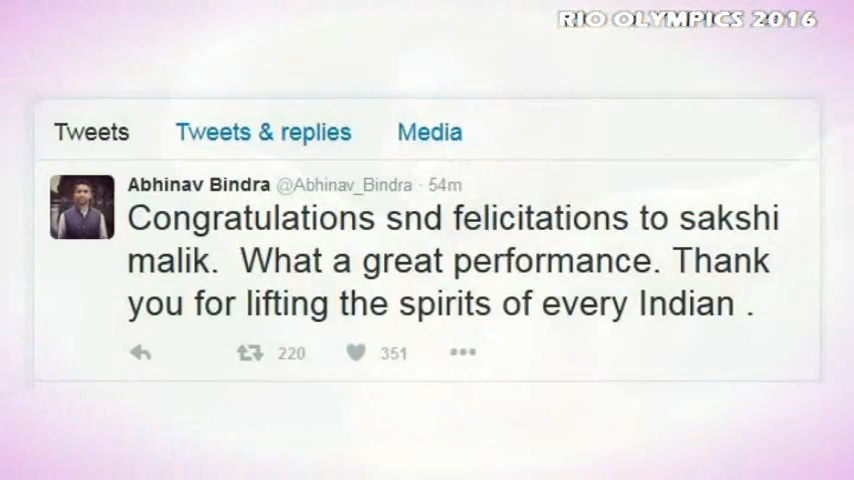 RIO OLYMPICS 2016
Tweets Tweets & replies Media
Abhinav Bindra @Abhinav_Bindra · 54m
Congratulations snd felicitations to sakshi
malik. What a great performance. Thank
you for lifting the spirits of every Indian .
220 351